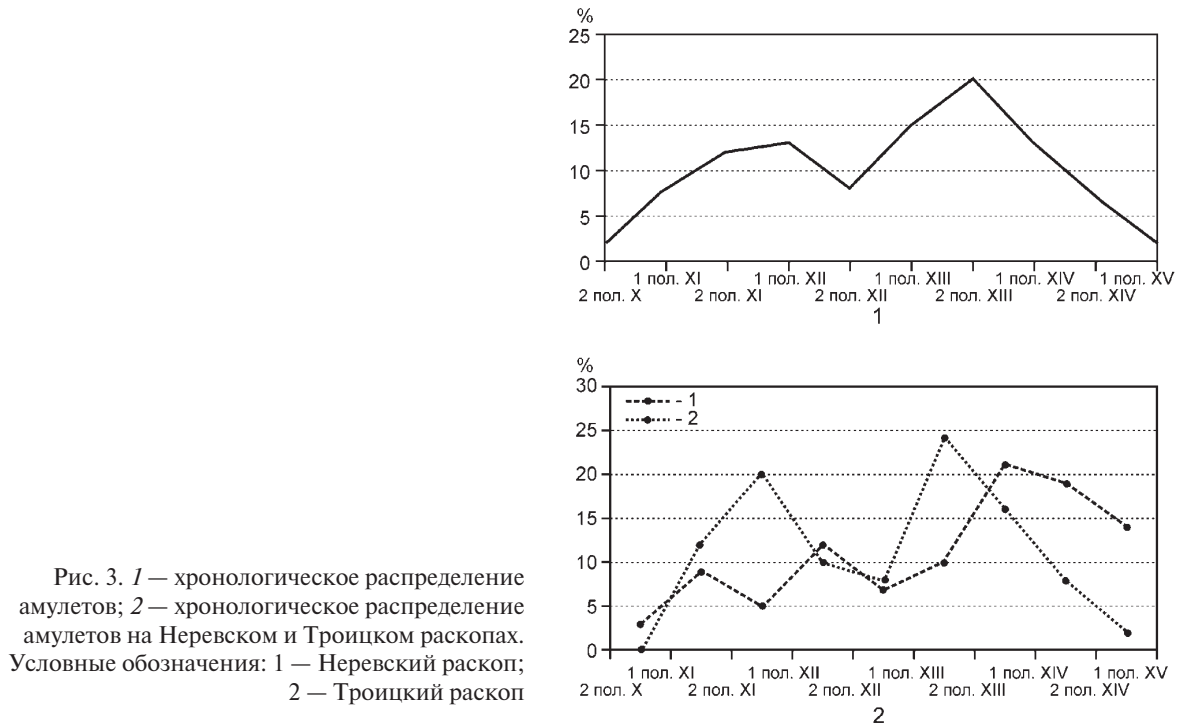 %
25
20
15
10
5
0
1 пол. XI 1 пол. XII 1 пол. XIII 1 пол. XIV 1 пол. XV
2 пол. X 2 пол. XI 2 пол. XII 2 пол. XIII 2 пол. XIV
1
%
30
- 1
- 2
25
20
15
10
5
0
1 пол. XI 1 пол. XII 1 пол. XIII 1 пол. XIV 1 пол. XV
2 пол. X 2 пол. XI 2 пол. XII 2 пол. XIII 2 пол. XIV
2
Рис. 3. 1 — хронологическое распределение
амулетов; 2 — хронологическое распределение
амулетов на Неревском и Троицком раскопах.
Условные обозначения: 1 — Неревский раскоп;
2 — Троицкий раскоп